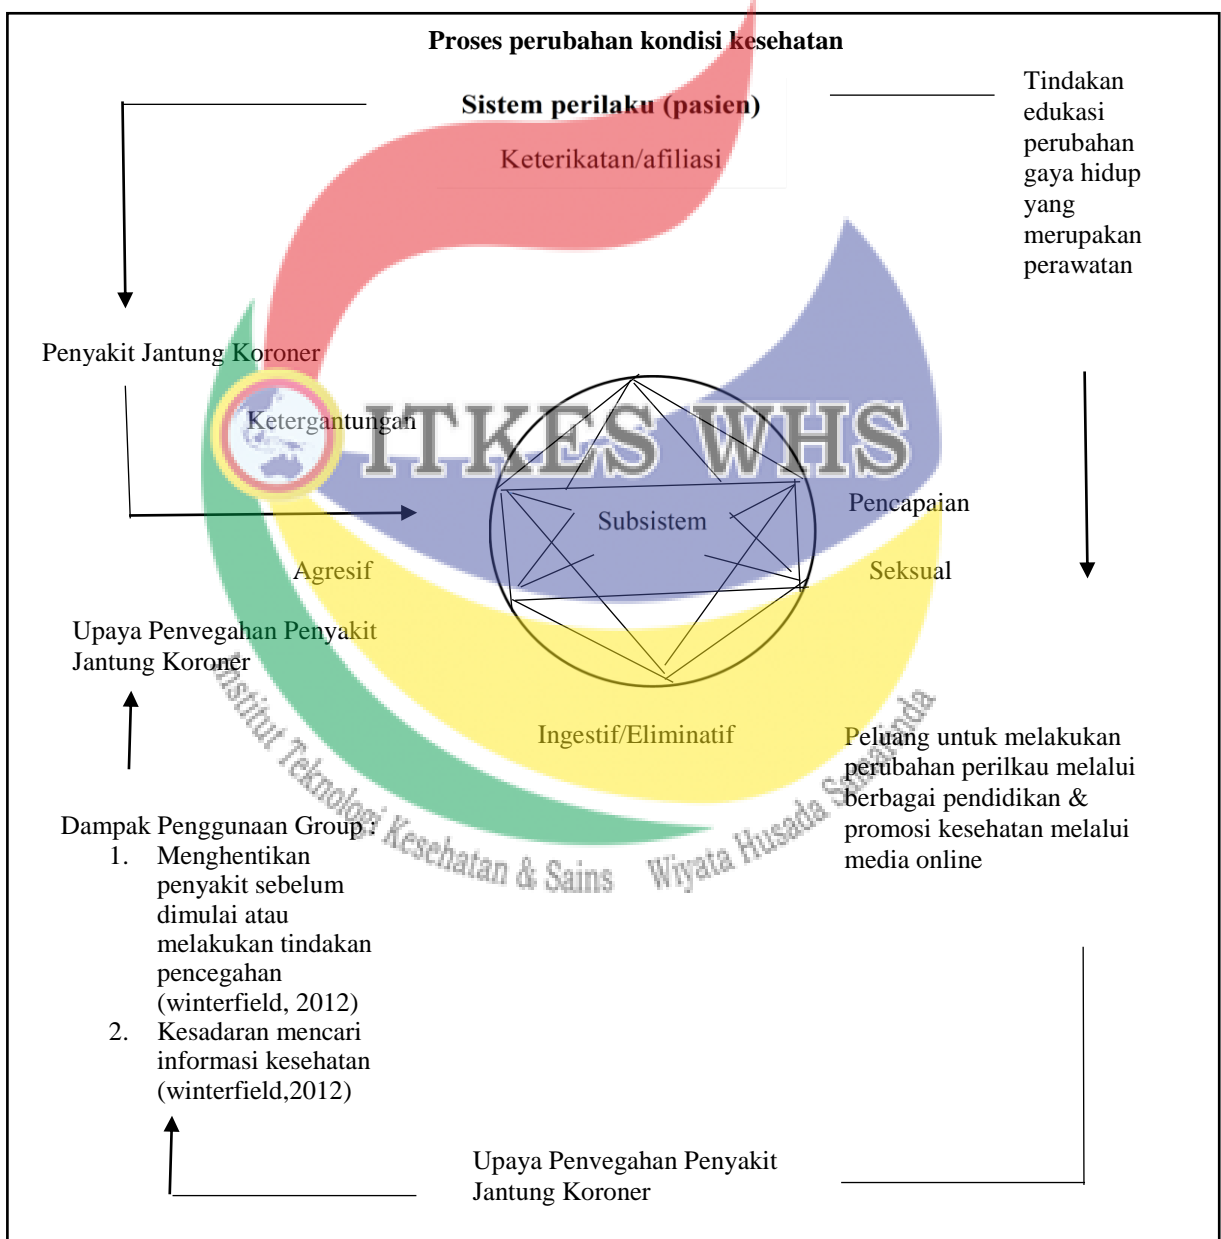 Proses perubahan kondisi kesehatan
Sistem perilaku (pasien)
Keterikatan/afiliasi
Tindakan
edukasi
perubahan
gaya hidup
yang
merupakan
perawatan
Penyakit Jantung Koroner
Ketergantungan
ITKES WHS
Subsistem
Pencapaian
Agresif
Seksual
Upaya Penvegahan Penyakit
Jantung Koroner
Ingestif/Eliminatif
Peluang untuk melakukan
perubahan perilkau melalui
berbagai pendidikan &
promosi kesehatan melalui
media online
Dampak Penggunaan Group :
1. Menghentikan
penyakit sebelum
dimulai atau
melakukan tindakan
pencegahan
(winterfield, 2012)
2. Kesadaran mencari
informasi kesehatan
(winterfield,2012)
Institut Teknologi Kesehatan & Sains Wiyata Husada Samarinda
Upaya Penvegahan Penyakit
Jantung Koroner